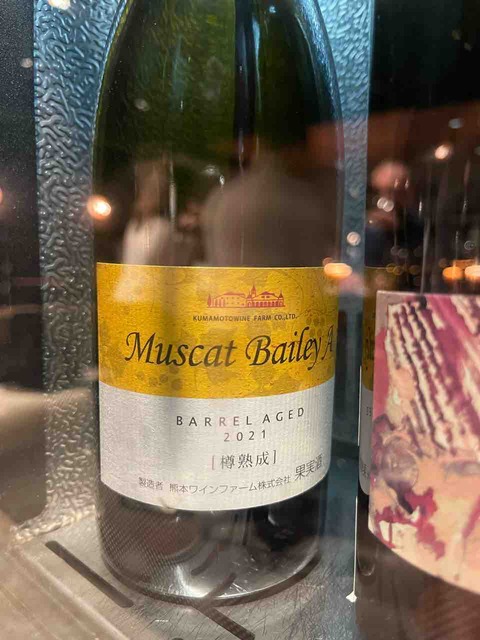 KUMAMOTOWINE FARM CO.,LTD.
Muscat Bailey A
BARREL AGED
2021
[樽熟成]
製造者 熊本ワインファーム株式会社 果実酒